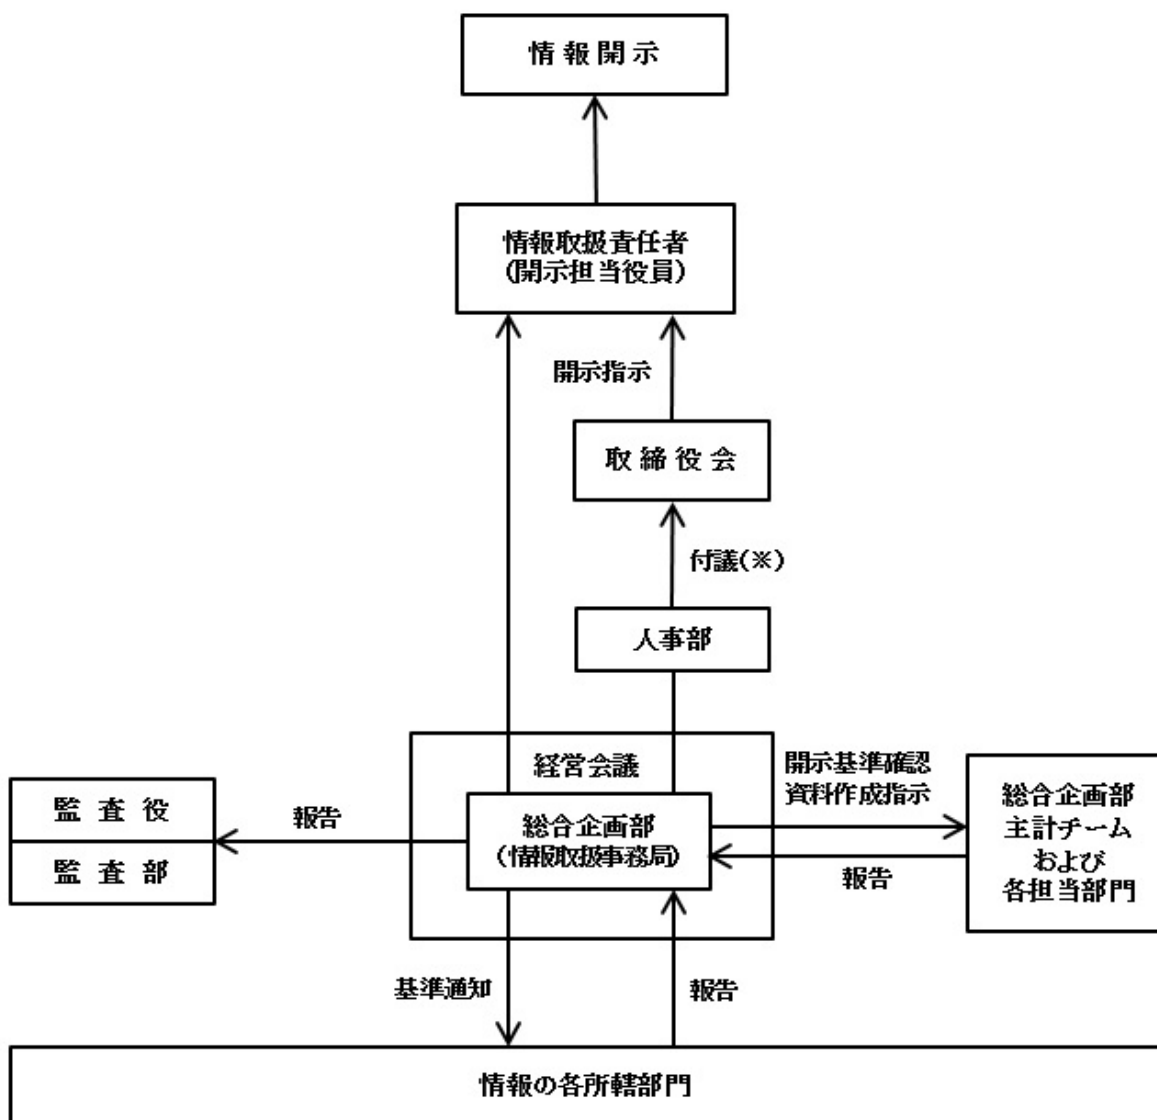 情報開示
情報取扱責任者
(開示担当役員)
開示指示
取締役会
付議(※)
人事部
経営会議
総合企画部
(情報取扱事務局)
監査役
監査部
報告
開示基準確認
資料作成指示
報告
総合企画部
主計チーム
および
各担当部門
基準通知
報告
情報の各所轄部門